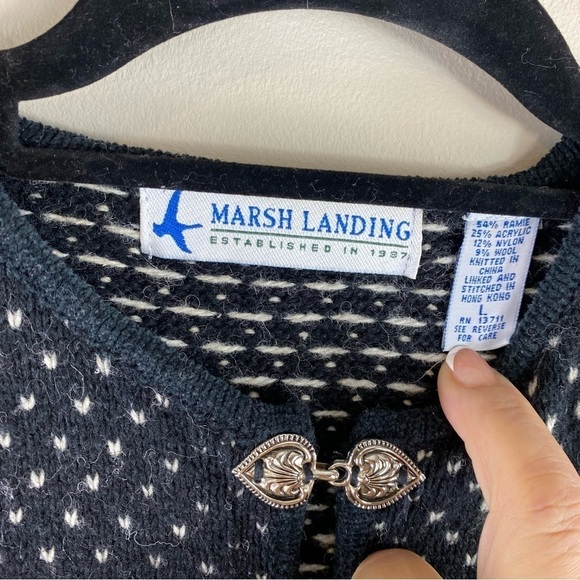 MARSH LANDING
ESTABLISHED IN 1987
54% RAMIE
25% ACRYLIC
12% NYLON
9% WOOL
KNITTED IN
CHINA
LINKED AND
STITCHED IN
HONG KONG
L
RN 13711
SEE REVERSE
FOR CARE